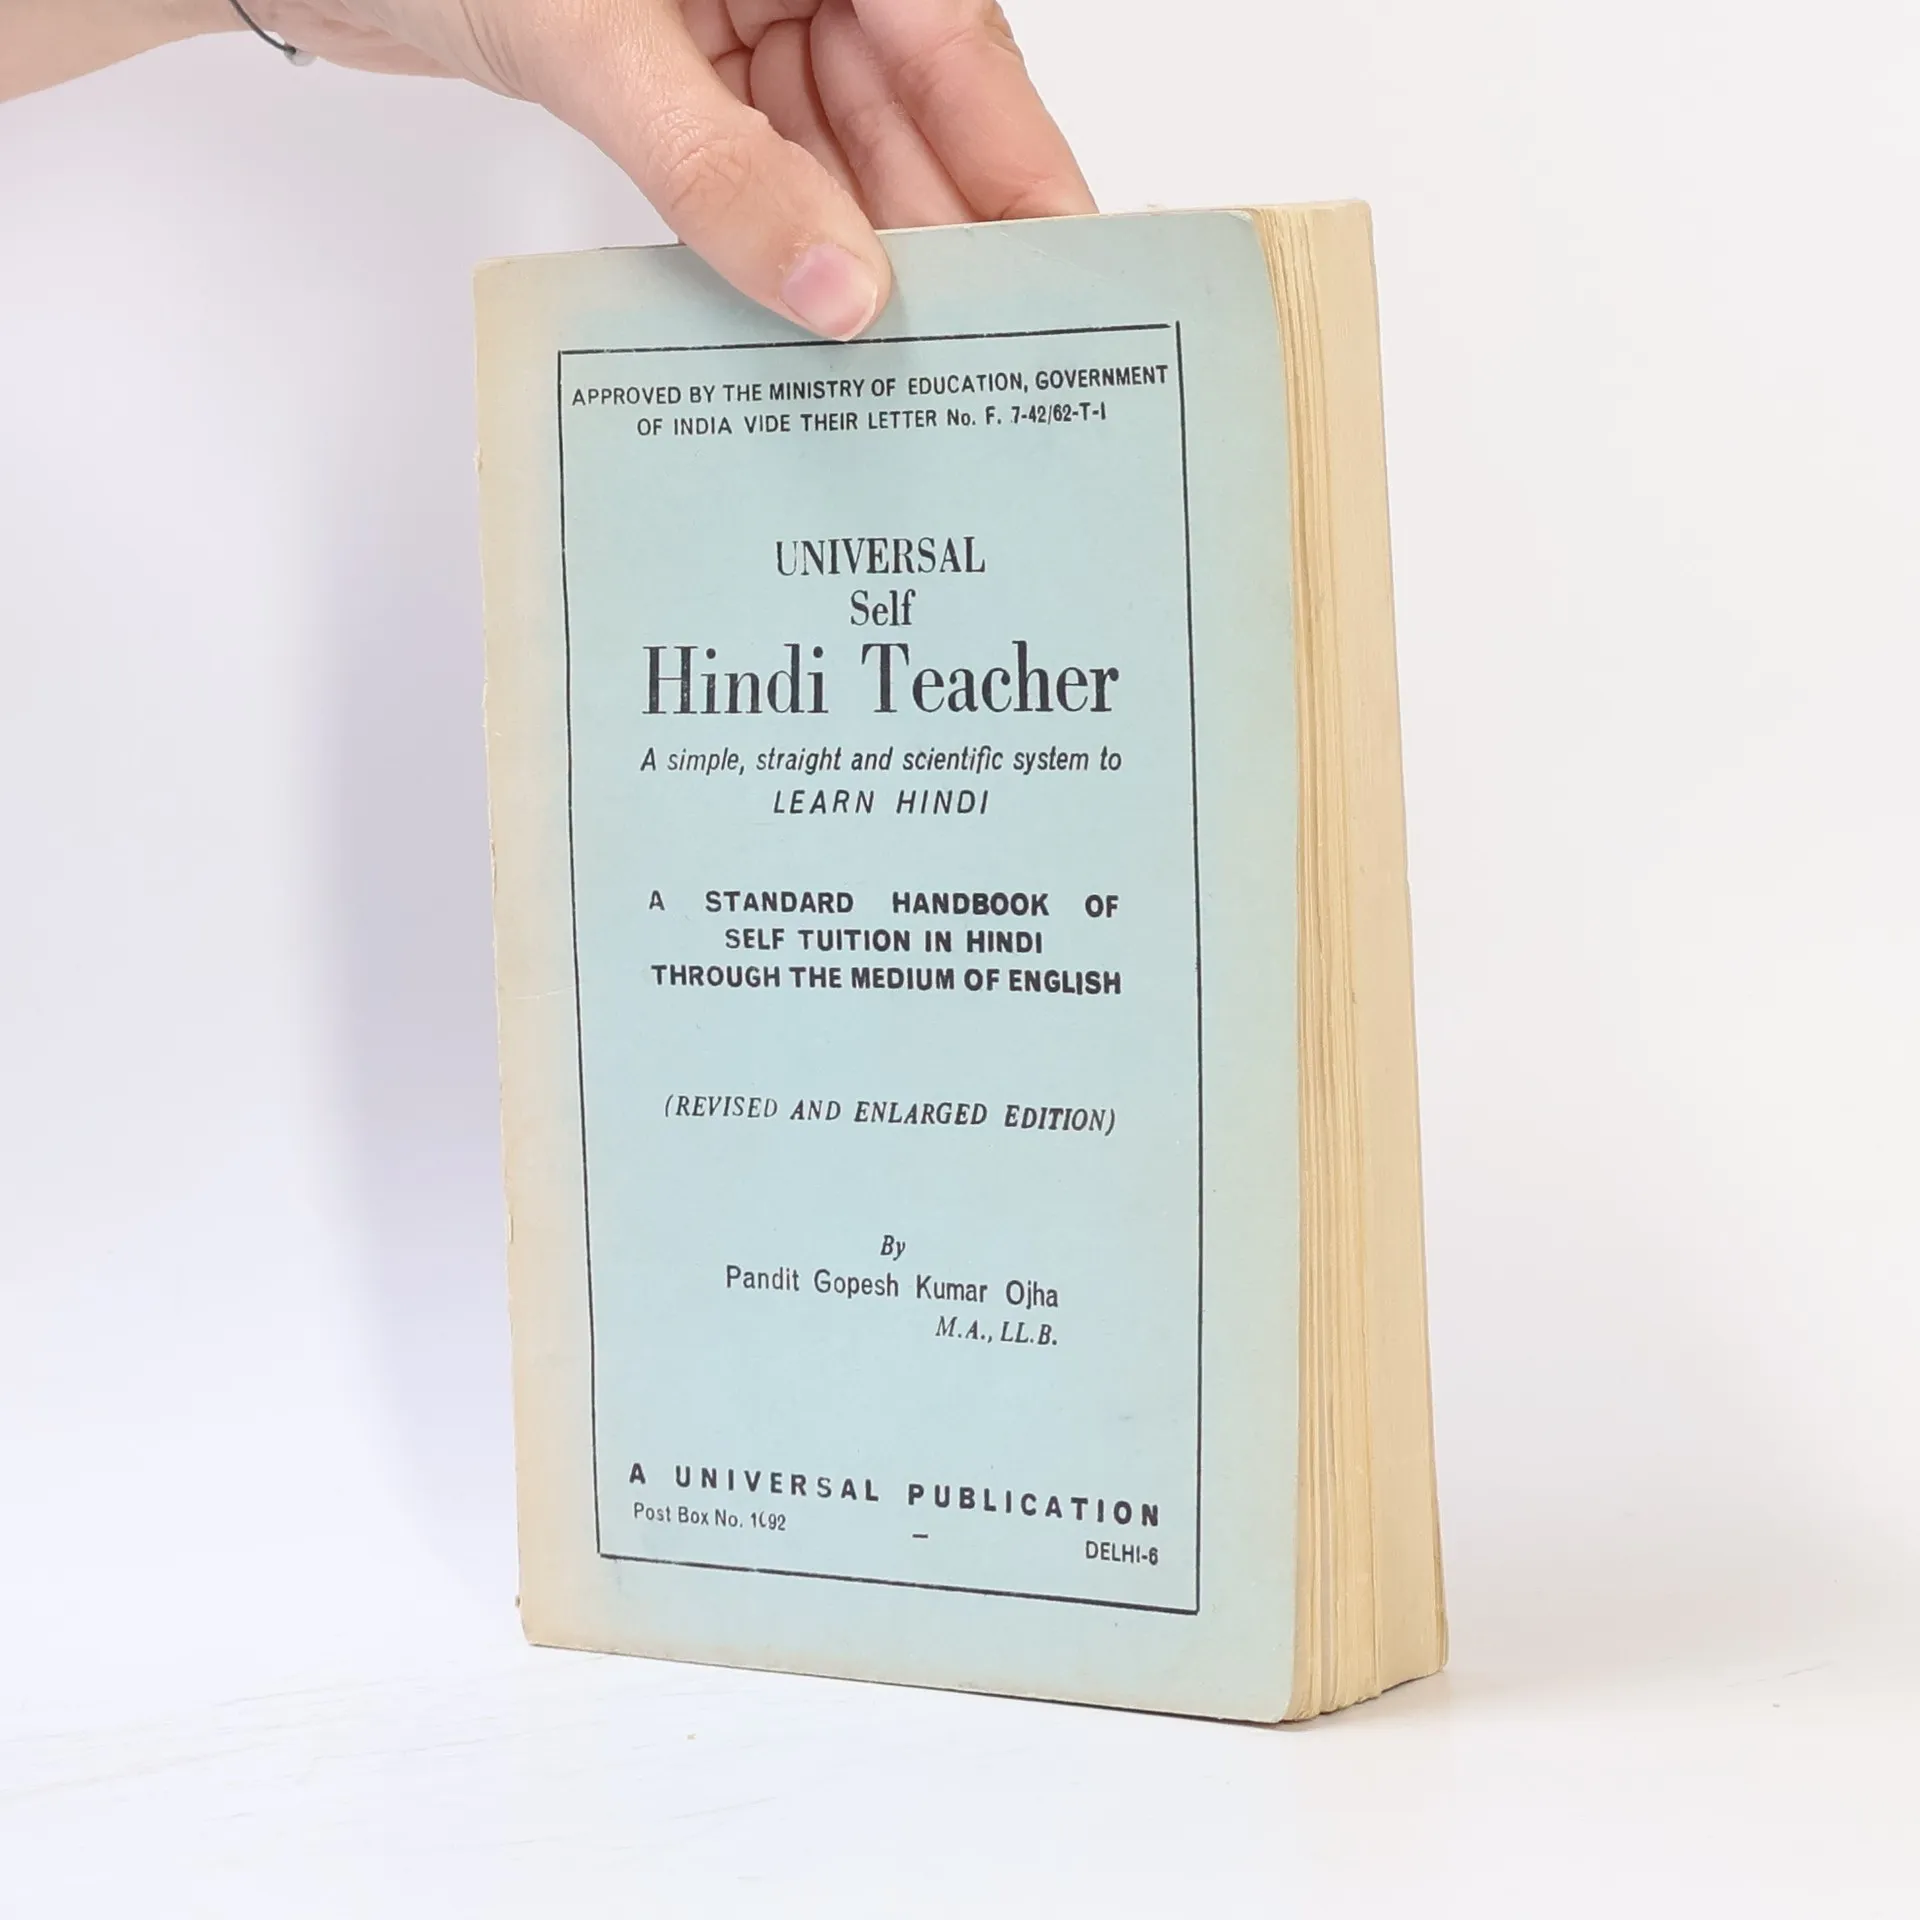 APPROVED BY THE MINISTRY OF EDUCATION, GOVERNMENT
OF INDIA VIDE THEIR LETTER No. F. 7-42/62-T-I
UNIVERSAL
Self
Hindi Teacher
A simple, straight and scientific system to
LEARN HINDI
A STANDARD HANDBOOK OF
SELF TUITION IN HINDI
THROUGH THE MEDIUM OF ENGLISH
(REVISED AND ENLARGED EDITION)
By
Pandit Gopesh Kumar Ojha
M.A., LL.B.
A UNIVERSAL PUBLICATION
Post Box No. – DELHI-6